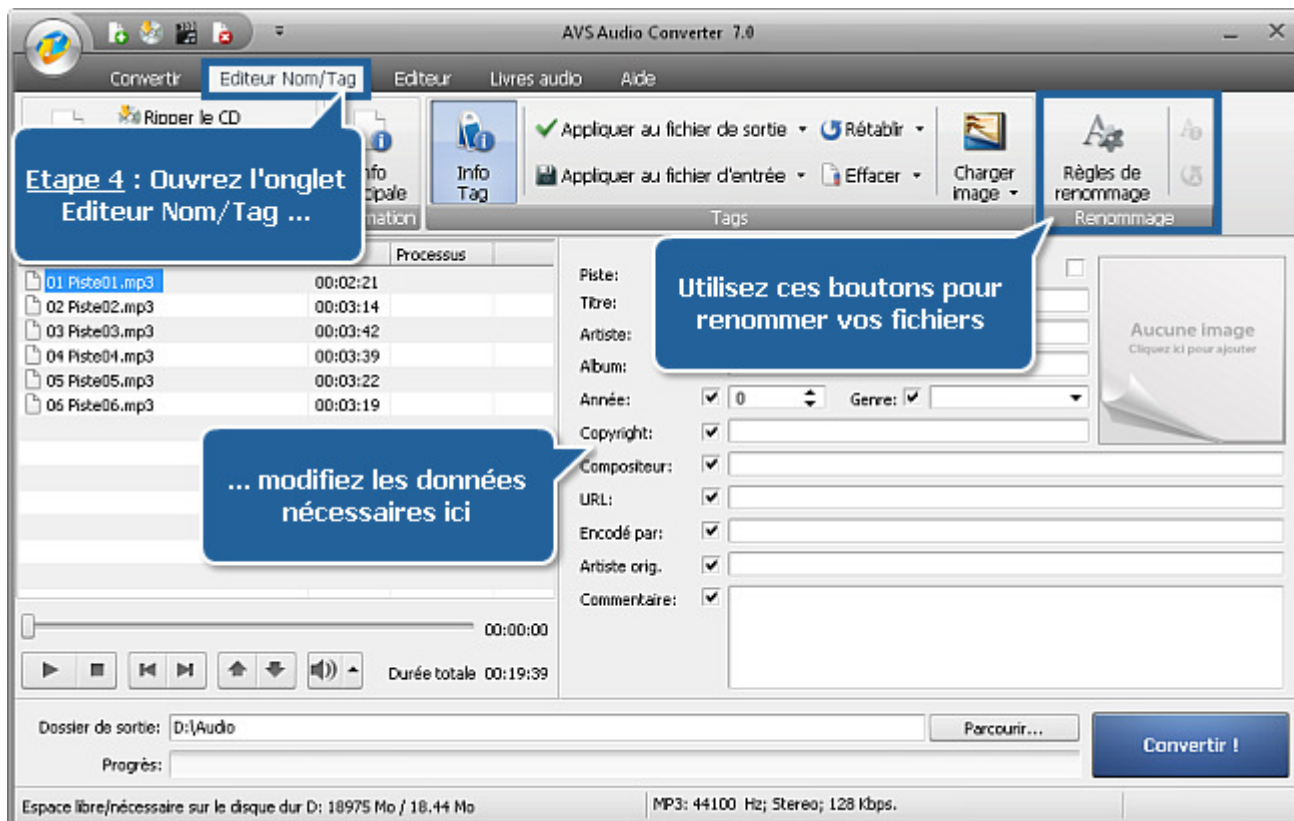 AVS Audio Converter 7.0
Convertir Editeur Nom/Tag Editeur Livres audio Aide
Ripper le CD
Etape 4 : Ouvrez l'onglet
Editeur Nom/Tag ...
Info
Tag
Appliquer au fichier de sortie
Rétablir
Appliquer au fichier d'entrée
Effacer
Charger
image
Règles de
renommage
Tags
Renommage
Processus
01 Piste01.mp3 00:02:21
02 Piste02.mp3 00:03:14
03 Piste03.mp3 00:03:42
04 Piste04.mp3 00:03:39
05 Piste05.mp3 00:03:22
06 Piste06.mp3 00:03:19
Utilisez ces boutons pour
renommer vos fichiers
Piste:
Titre:
Artiste:
Album:
Année: 0 Genre:
Copyright:
Compositeur:
URL:
Encodé par:
Artiste orig.
Commentaire:
Aucune image
Cliquez ici pour ajouter
... modifiez les données
nécessaires ici
00:00:00
Durée totale 00:19:39
Dossier de sortie: D:\Audio Parcourir...
Progrès:
Convertir !
Espace libre/nécessaire sur le disque dur D: 18975 Mo / 18.44 Mo MP3: 44100 Hz; Stereo; 128 Kbps.